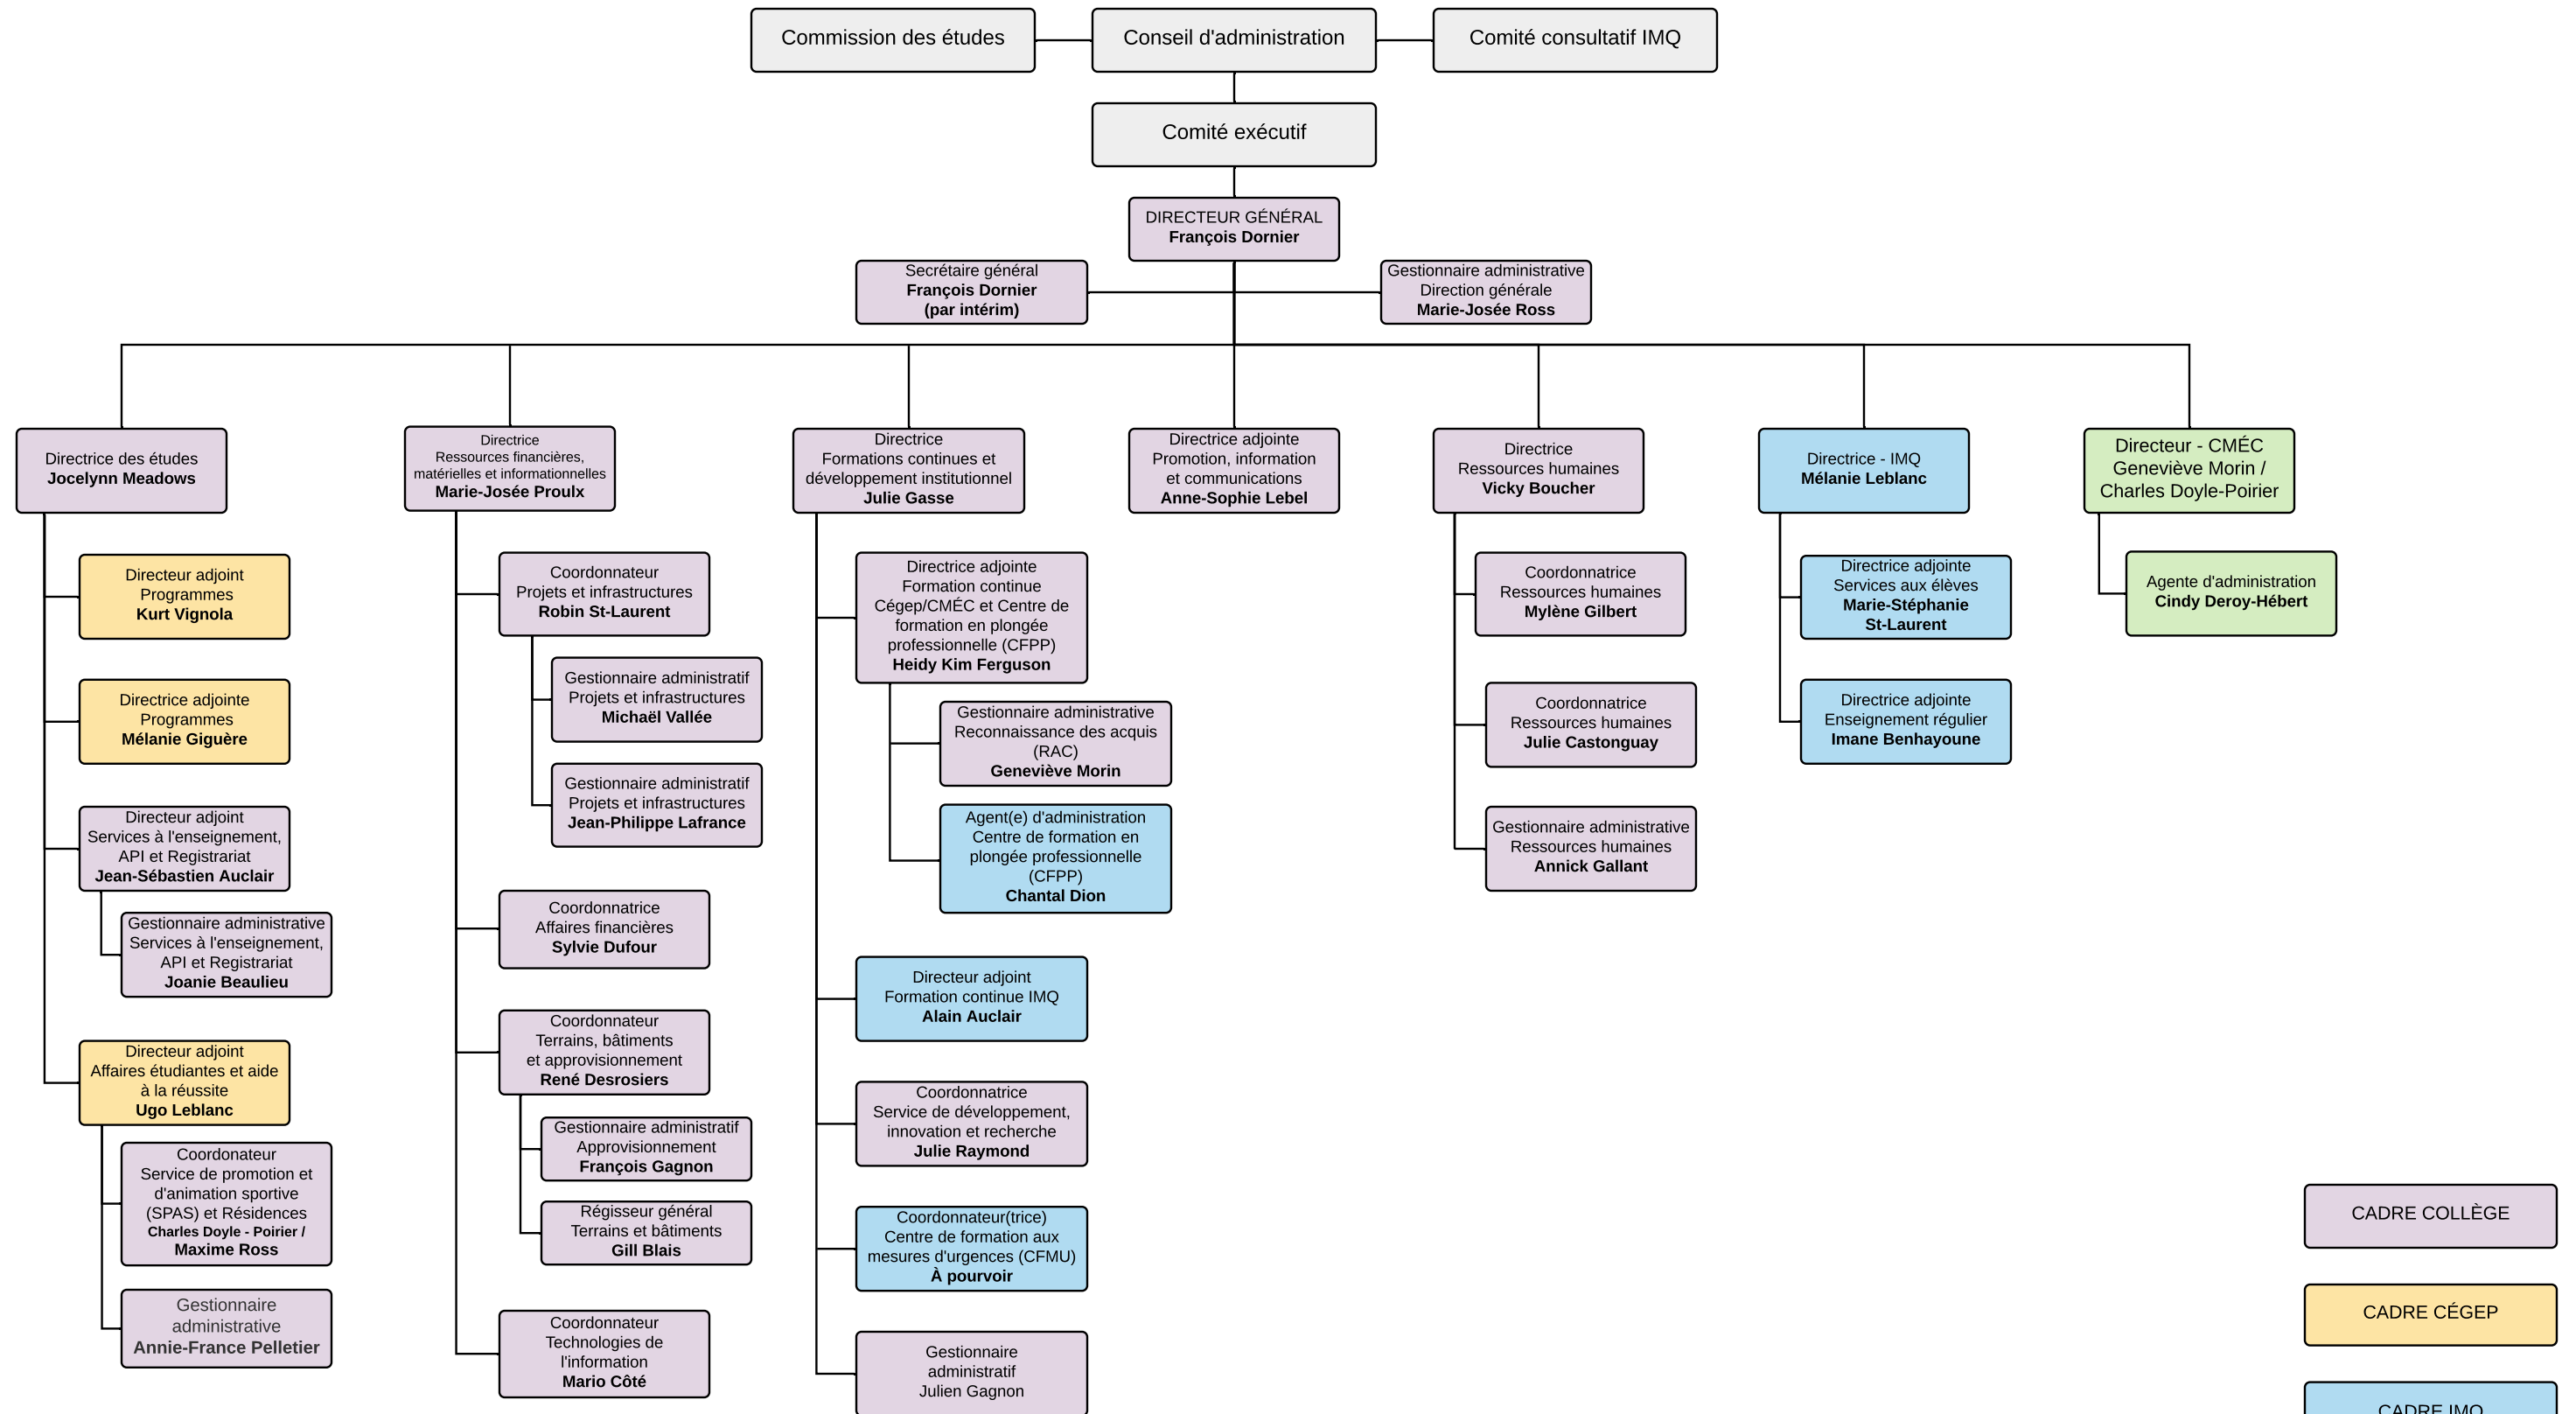 Commission des études
Conseil d'administration
Comité consultatif IMQ
Comité exécutif
DIRECTEUR GÉNÉRAL
François Dornier
Secrétaire général
François Dornier
(par intérim)
Gestionnaire administrative
Direction générale
Marie-Josée Ross
Directrice des études
Jocelynn Meadows
Directeur adjoint
Programmes
Kurt Vignola
Directrice adjointe
Programmes
Mélanie Giguère
Directeur adjoint
Services à l'enseignement,
API et Registrariat
Jean-Sébastien Auclair
Gestionnaire administrative
Services à l'enseignement,
API et Registrariat
Joanie Beaulieu
Directeur adjoint
Affaires étudiantes et aide
à la réussite
Ugo Leblanc
Coordonateur
Service de promotion et
d'animation sportive
(SPAS) et Résidences
Charles Doyle - Poirier /
Maxime Ross
Gestionnaire
administrative
Annie-France Pelletier
Directrice
Ressources financières,
matérielles et informationnelles
Marie-Josée Proulx
Coordonnateur
Projets et infrastructures
Robin St-Laurent
Gestionnaire administratif
Projets et infrastructures
Michaël Vallée
Gestionnaire administratif
Projets et infrastructures
Jean-Philippe Lafrance
Coordonnatrice
Affaires financières
Sylvie Dufour
Coordonnateur
Terrains, bâtiments
et approvisionnement
René Desrosiers
Gestionnaire administratif
Approvisionnement
François Gagnon
Régisseur général
Terrains et bâtiments
Gill Blais
Coordonnateur
Technologies de
l'information
Mario Côté
Directrice
Formations continues et
développement institutionnel
Julie Gasse
Directrice adjointe
Formation continue
Cégep/CMÉC et Centre de
formation en plongée
professionnelle (CFPP)
Heidy Kim Ferguson
Gestionnaire administrative
Reconnaissance des acquis
(RAC)
Geneviève Morin
Agent(e) d'administration
Centre de formation en
plongée professionnelle
(CFPP)
Chantal Dion
Directeur adjoint
Formation continue IMQ
Alain Auclair
Coordonnatrice
Service de développement,
innovation et recherche
Julie Raymond
Coordonnateur(trice)
Centre de formation aux
mesures d'urgences (CFMU)
À pourvoir
Gestionnaire
administratif
Julien Gagnon
Directrice adjointe
Promotion, information
et communications
Anne-Sophie Lebel
Directrice
Ressources humaines
Vicky Boucher
Coordonnatrice
Ressources humaines
Mylène Gilbert
Coordonnatrice
Ressources humaines
Julie Castonguay
Gestionnaire administrative
Ressources humaines
Annick Gallant
Directrice - IMQ
Mélanie Leblanc
Directrice adjointe
Services aux élèves
Marie-Stéphanie
St-Laurent
Directrice adjointe
Enseignement régulier
Imane Benhayoune
Directeur - CMÉC
Geneviève Morin /
Charles Doyle-Poirier
Agente d'administration
Cindy Deroy-Hébert
CADRE COLLÈGE
CADRE CÉGEP
CADRE IMQ